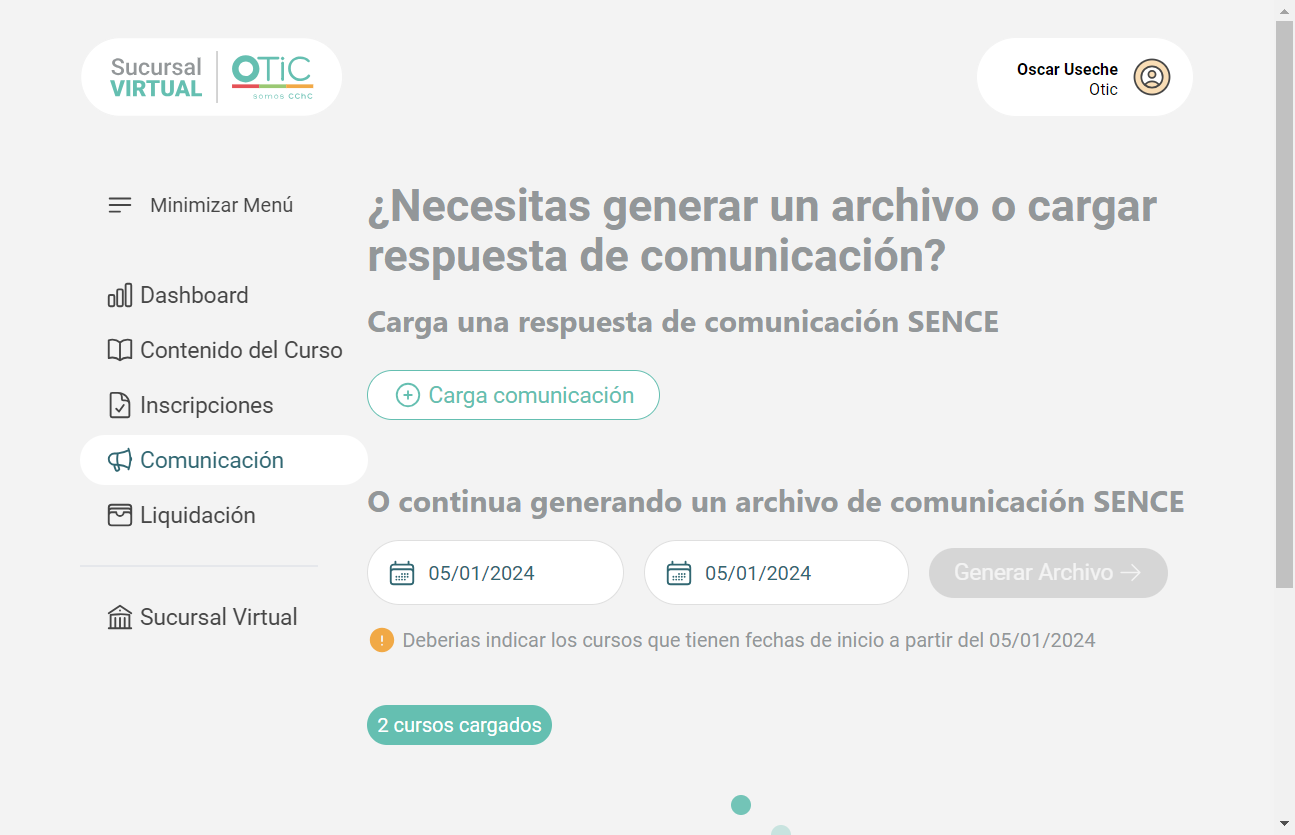 Sucursal
VIRTUAL
OTIC
somos CChC
Oscar Useche
Otic
Minimizar Menú
Dashboard
Contenido del Curso
Inscripciones
Comunicación
Liquidación
Sucursal Virtual
¿Necesitas generar un archivo o cargar
respuesta de comunicación?
Carga una respuesta de comunicación SENCE
Carga comunicación
O continua generando un archivo de comunicación SENCE
05/01/2024
05/01/2024
Generar Archivo
Deberias indicar los cursos que tienen fechas de inicio a partir del 05/01/2024
2 cursos cargados